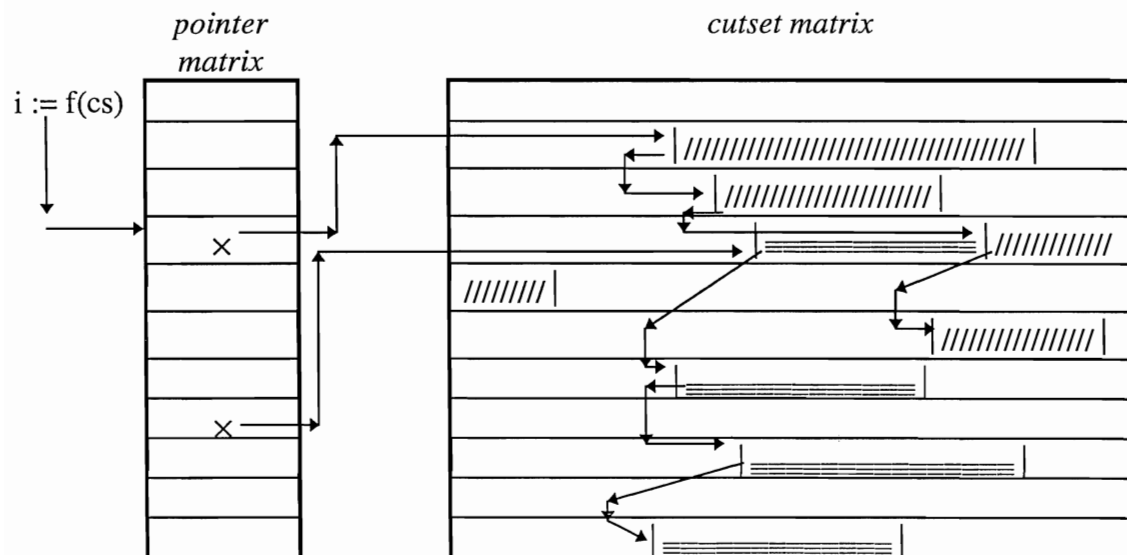 pointer
matrix
cutset matrix
i := f(cs)
×
×